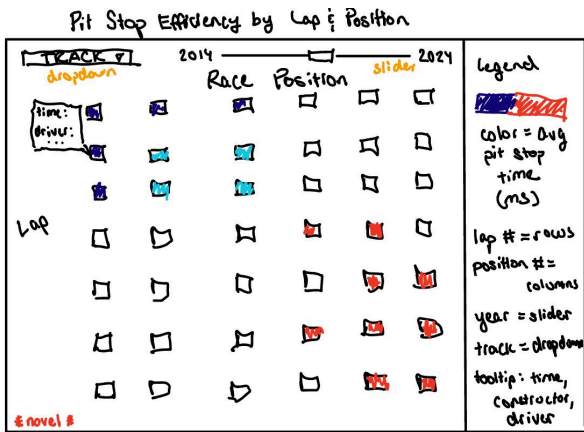 Pit Stop Efficiency by Lap & Position
TRACK ▽
dropdown
2014
2024
slider
Race Position
time:
driver:
...
Lap
*novel*
legend
color = avg
pit stop
time
(ms)
lap # = rows
position # =
columns
year = slider
track = dropdown
tooltip: time,
constructor,
driver